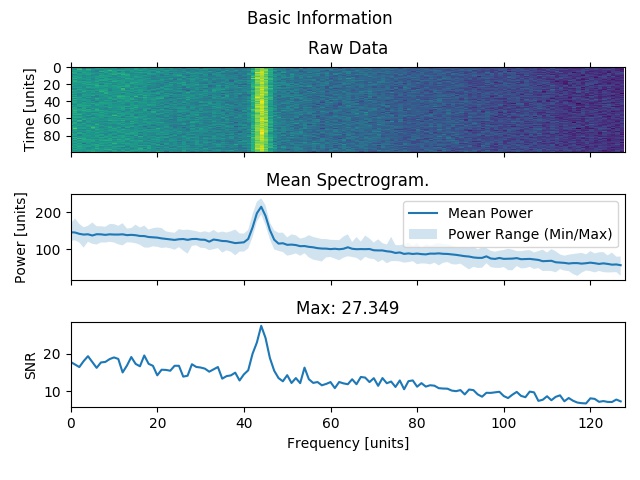 Basic Information
Raw Data
Time [units]
0
20
40
60
80
Mean Spectrogram.
Power [units]
200
100
Mean Power
Power Range (Min/Max)
Max: 27.349
SNR
20
10
0 20 40 60 80 100 120
Frequency [units]